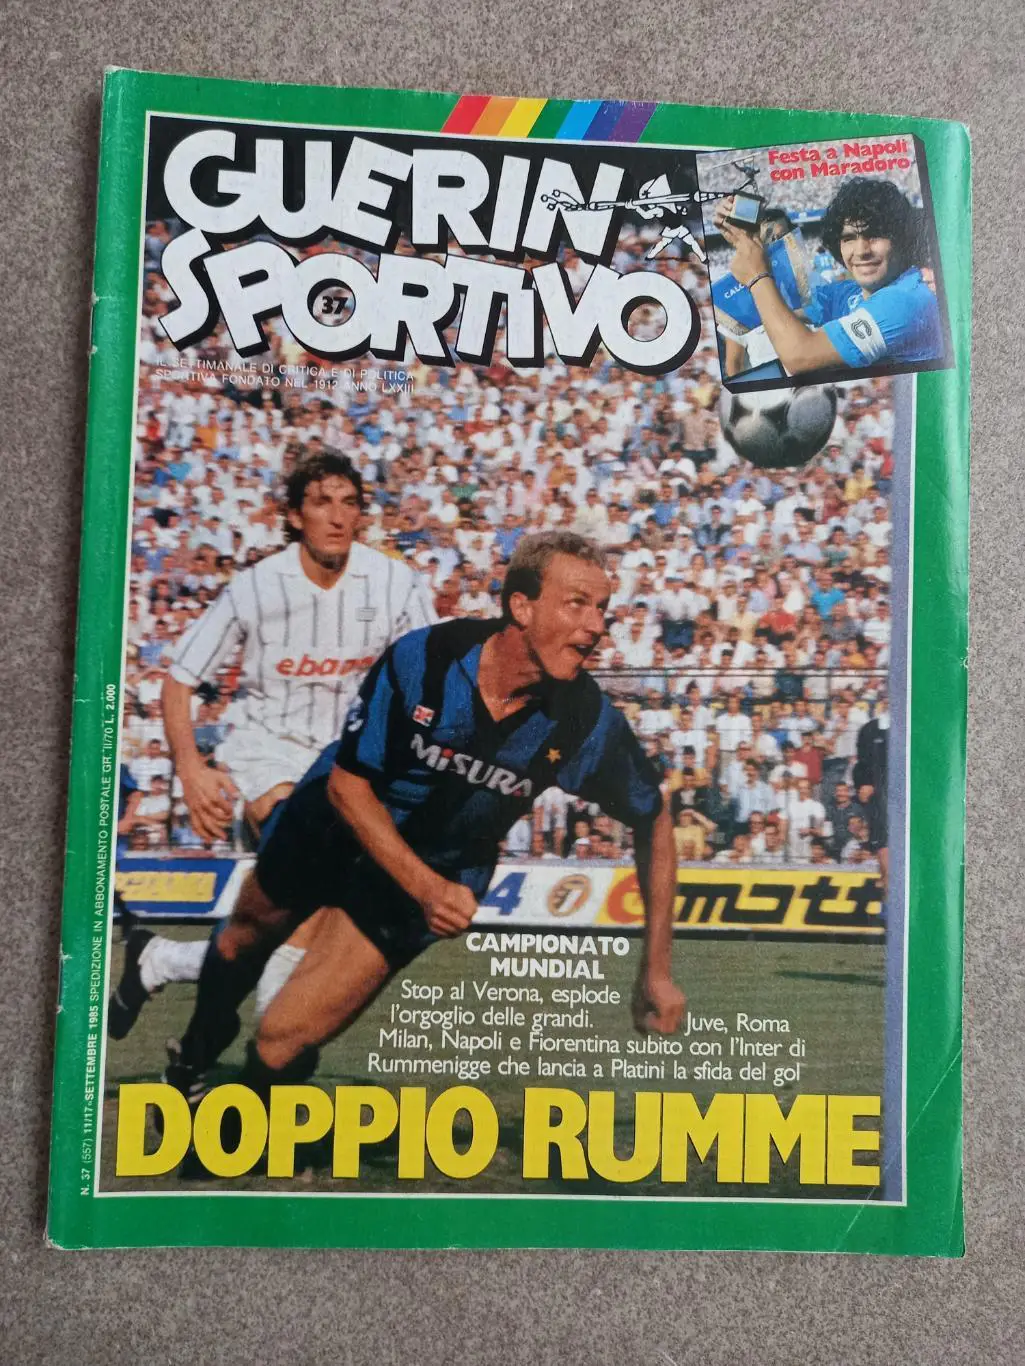 GUERIN
SPORTIVO
37
Festa a Napoli
con Maradoro
IL SETTIMANALE DI CRITICA E DI POLITICA
SPORTIVA FONDATO NEL 1912 ANNO LXXIII
C
MISURA
4
CAMPIONATO
MUNDIAL
Stop al Verona, esplode
l'orgoglio delle grandi. Juve, Roma
Milan, Napoli e Fiorentina subito con l'Inter di
Rummenigge che lancia a Platini la sfida del gol
DOPPIO RUMME
N. 37 (557) 11/17 SETTEMBRE 1985 SPEDIZIONE IN ABBONAMENTO POSTALE GR. II/70 L. 2.000